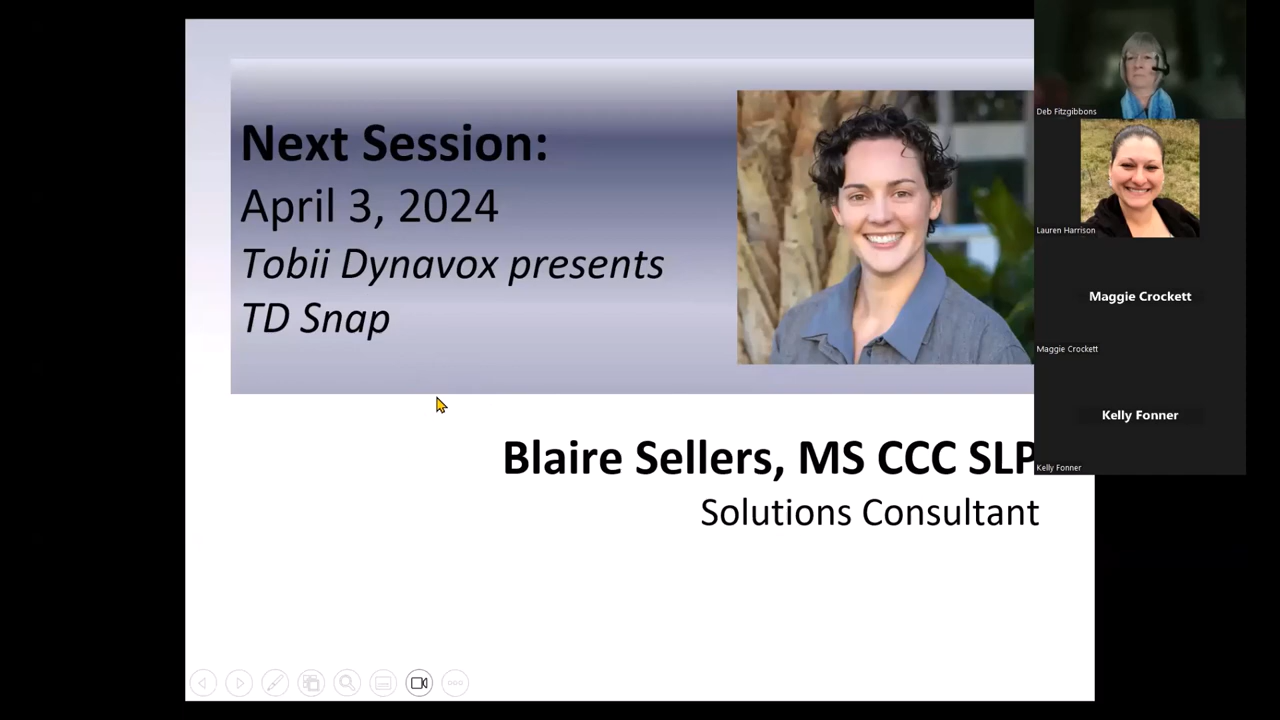 Next Session:
April 3, 2024
Tobii Dynavox presents
TD Snap
Blaire Sellers, MS CCC SLP
Solutions Consultant
Deb Fitzgibbons
Lauren Harrison
Maggie Crockett
Maggie Crockett
Kelly Fonner
Kelly Fonner